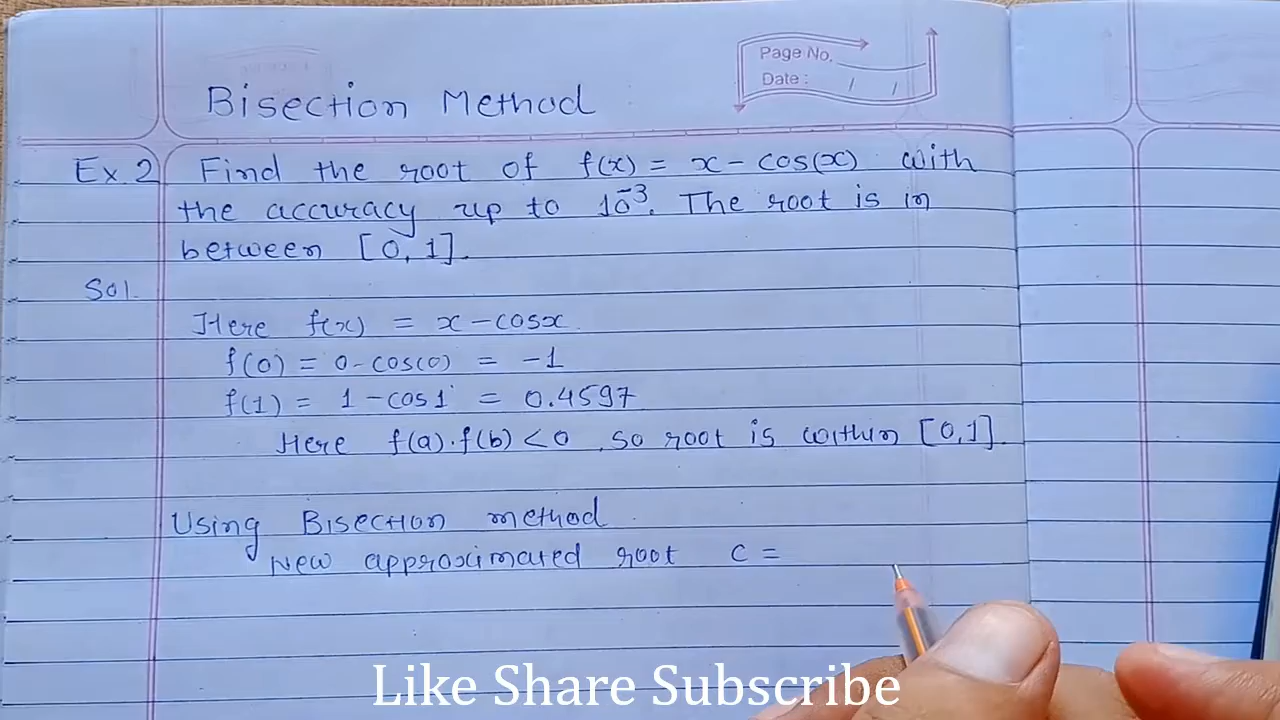 Page No.
Date : / /
Bisection Method
Ex.2 Find the root of f(x) = x - cos(x) with
the accuracy up to 10⁻³. The root is in
between [0, 1].
Sol.
Here f(x) = x - cosx
f(0) = 0 - cos(0) = -1
f(1) = 1 - cos1 = 0.4597
Here f(a).f(b) < 0, so root is within [0,1].
Using Bisection method.
New approximated root c =
Like Share Subscribe